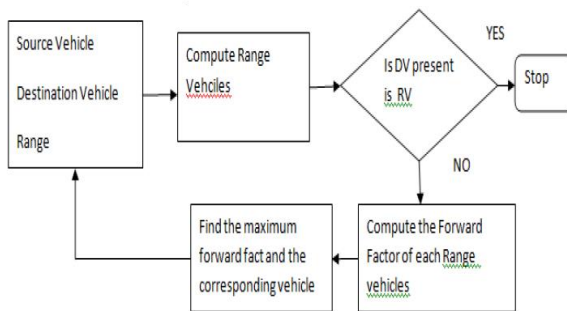 Source Vehicle
Destination Vehicle
Range
Compute Range
Vehciles
Is DV present
is RV
YES
Stop
NO
Compute the Forward
Factor of each Range
vehicles
Find the maximum
forward fact and the
corresponding vehicle